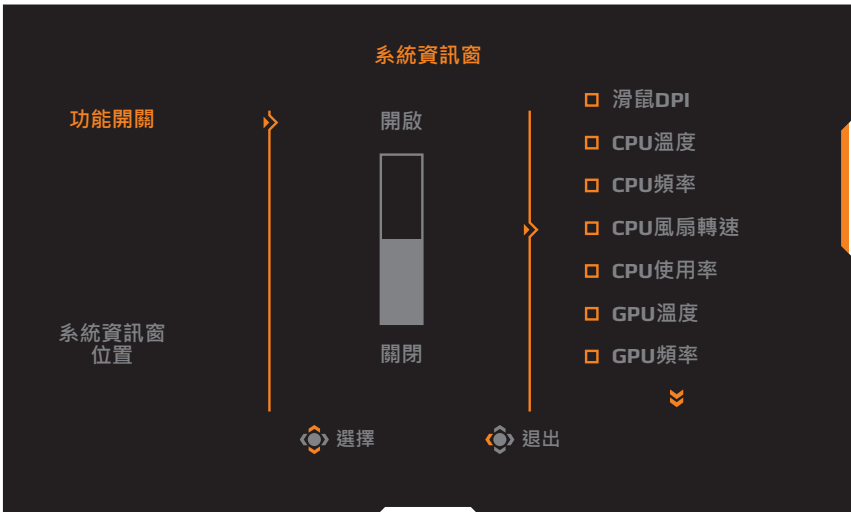 系統資訊窗
功能開關
系統資訊窗
位置
開啟
關閉
滑鼠DPI
CPU溫度
CPU頻率
CPU風扇轉速
CPU使用率
GPU溫度
GPU頻率
選擇
退出